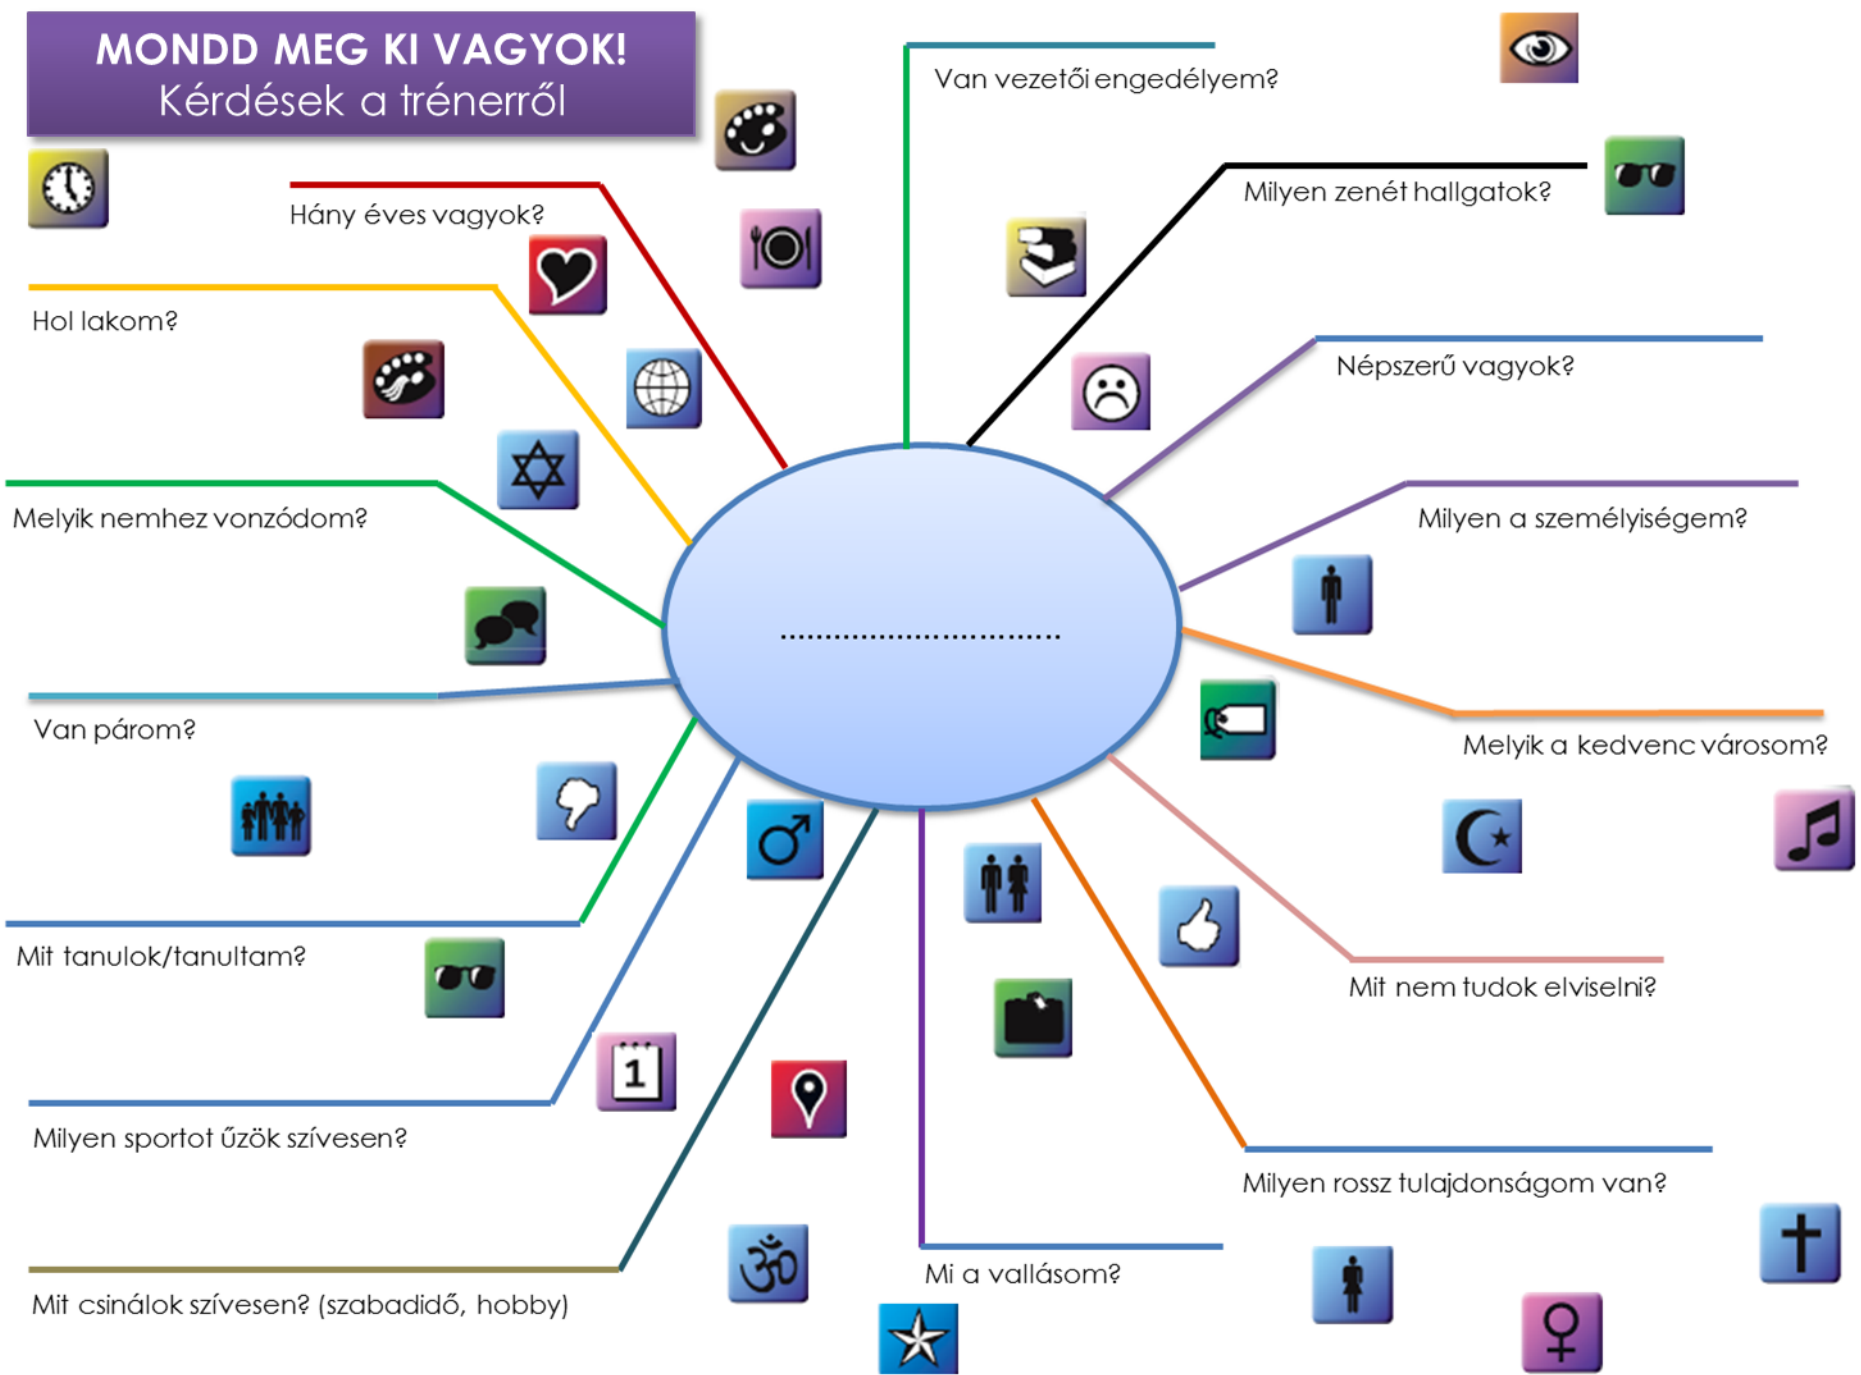 MONDD MEG KI VAGYOK!
Kérdések a trénerről
Van vezetői engedélyem?
Milyen zenét hallgatok?
Hány éves vagyok?
Hol lakom?
Népszerű vagyok?
Melyik nemhez vonzódom?
Milyen a személyiségem?
...............................
Van párom?
Melyik a kedvenc városom?
Mit tanulok/tanultam?
Mit nem tudok elviselni?
1
Milyen sportot űzök szívesen?
Milyen rossz tulajdonságom van?
Mi a vallásom?
ॐ
Mit csinálok szívesen? (szabadidő, hobby)